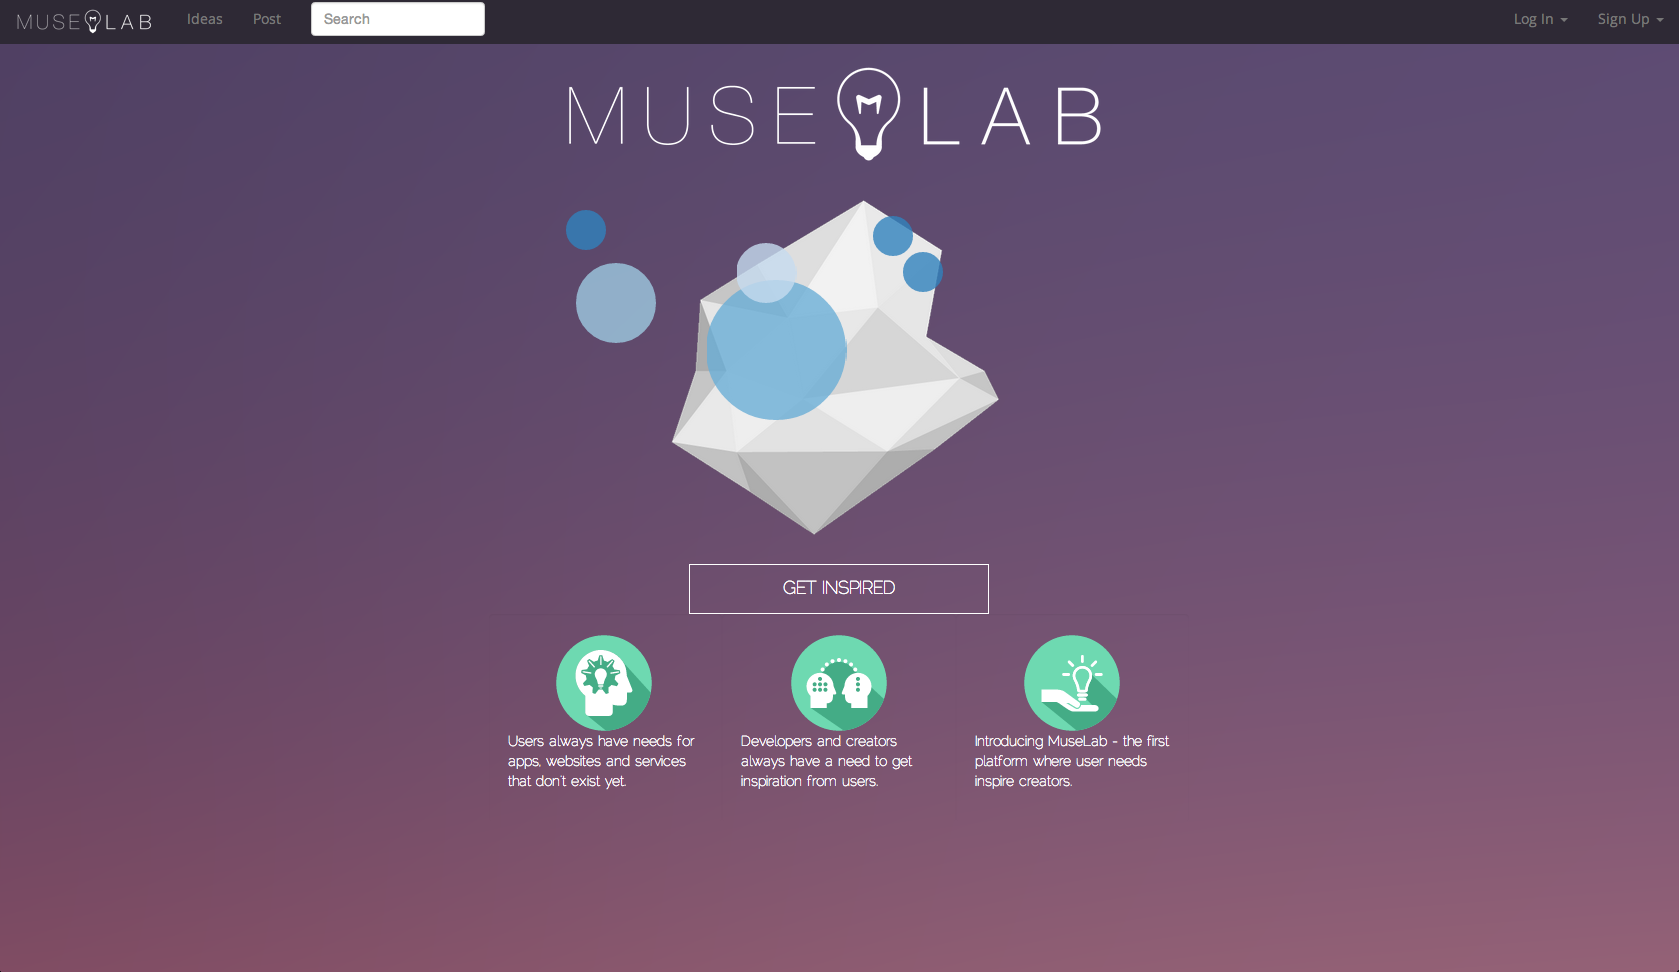 MUSE LAB Ideas Post Search Log In Sign Up
MUSE LAB
GET INSPIRED
Users always have needs for
apps, websites and services
that don't exist yet.
Developers and creators
always have a need to get
inspiration from users.
Introducing MuseLab - the first
platform where user needs
inspire creators.